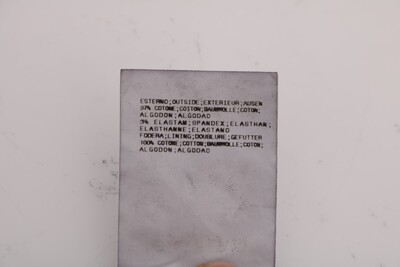 ESTERNO;OUTSIDE;EXTERIEUR;AUSEN
97% COTONE;COTTON;BAUMWOLLE;COTON;
ALGODON;ALGODAO
3% ELASTAM;SPANDEX;ELASTHAN;
ELASTHANNE;ELASTANO
FODERA;LINING;DOUBLURE;GEFUTTER
100% COTONE;COTTON;BAUMWOLLE;COTON;
ALGODON;ALGODAO